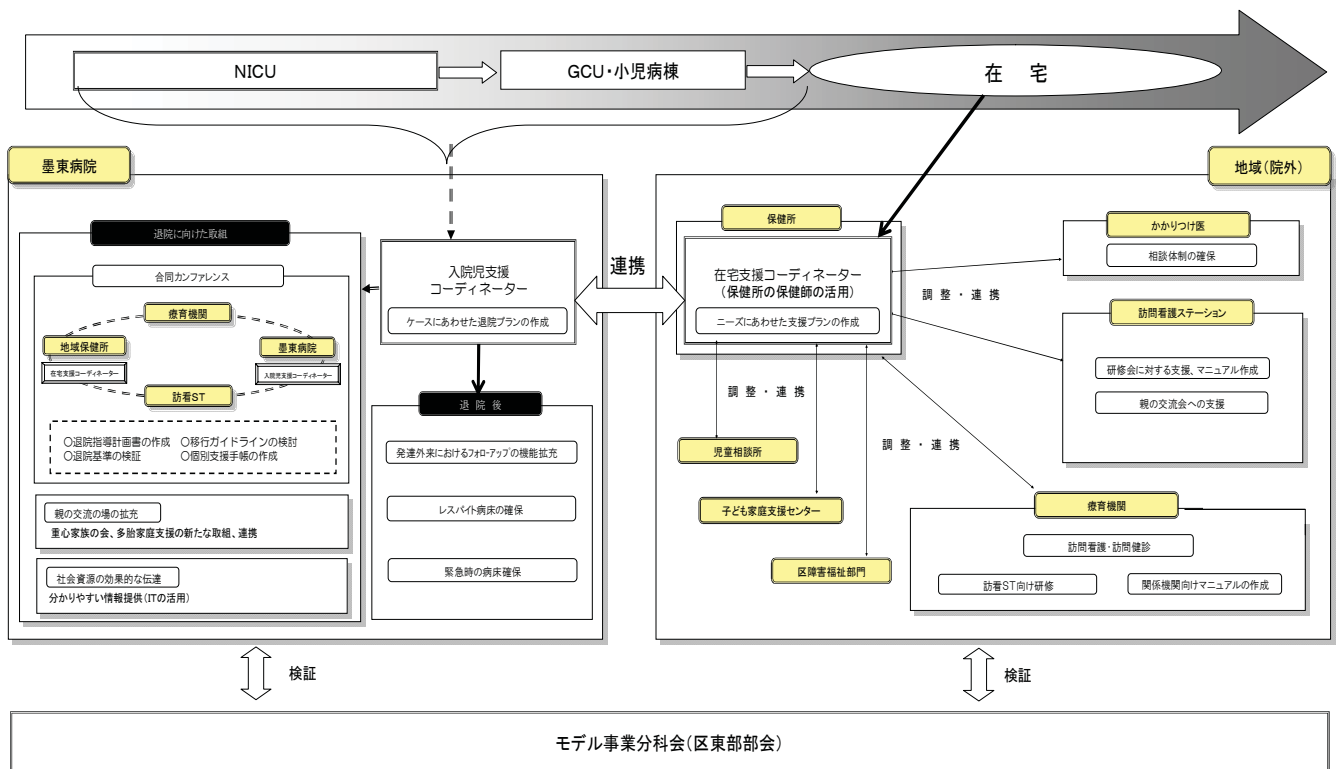 NICU
GCU・小児病棟
在 宅
墨東病院
退院に向けた取組
合同カンファレンス
療育機関
地域保健所
在宅支援コーディネーター
墨東病院
入院児支援コーディネーター
訪看ST
○退院指導計画書の作成 ○移行ガイドラインの検討
○退院基準の検証 ○個別支援手帳の作成
親の交流の場の拡充
重心家族の会、多胎家庭支援の新たな取組、連携
社会資源の効果的な伝達
分かりやすい情報提供(ITの活用)
入院児支援
コーディネーター
ケースにあわせた退院プランの作成
退 院 後
発達外来におけるフォローアップの機能拡充
レスパイト病床の確保
緊急時の病床確保
連携
地域(院外)
保健所
在宅支援コーディネーター
(保健所の保健師の活用)
ニーズにあわせた支援プランの作成
調 整 ・ 連 携
調 整 ・ 連 携
調 整 ・ 連 携
児童相談所
子ども家庭支援センター
区障害福祉部門
かかりつけ医
相談体制の確保
訪問看護ステーション
研修会に対する支援、マニュアル作成
親の交流会への支援
療育機関
訪問看護・訪問健診
訪看ST向け研修
関係機関向けマニュアルの作成
検証
検証
モデル事業分科会(区東部部会)